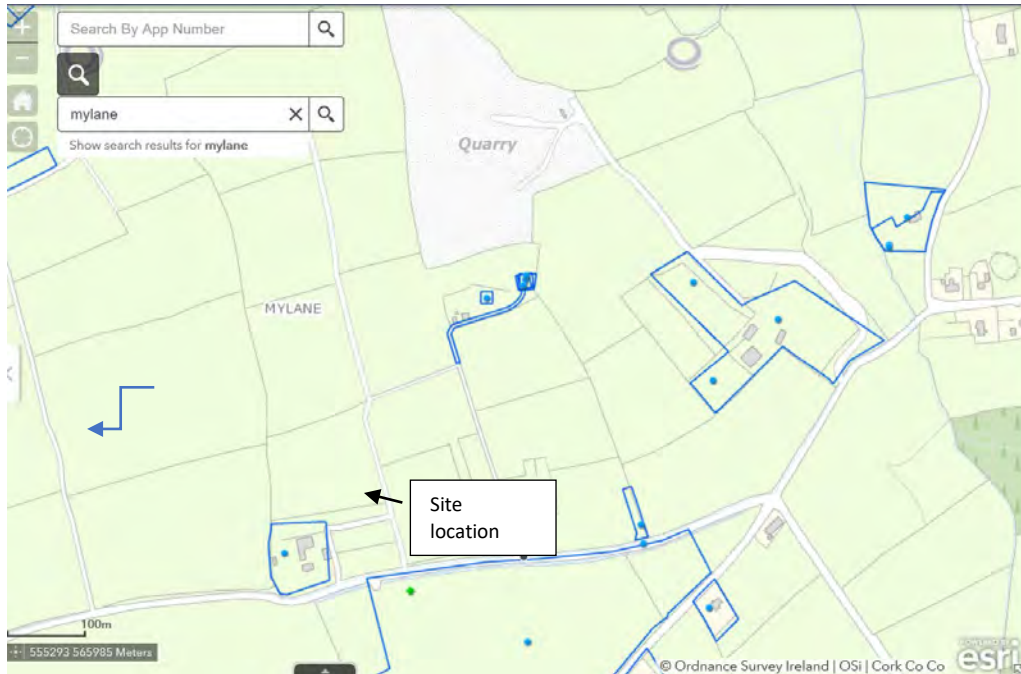 Search By App Number
mylane
Show search results for mylane
Quarry
MYLANE
Site
location
100m
555293 565985 Meters
© Ordnance Survey Ireland | OSi | Cork Co Co
esri